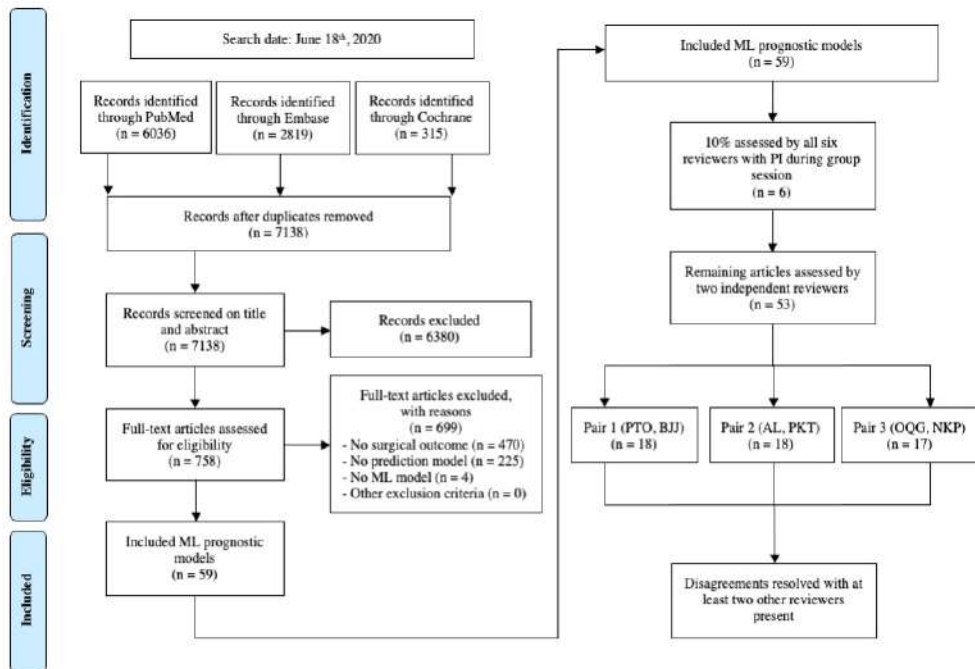 Search date: June 18th, 2020
Identification
Records identified
through PubMed
(n = 6036)
Records identified
through Embase
(n = 2819)
Records identified
through Cochrane
(n = 315)
Records after duplicates removed
(n = 7138)
Screening
Records screened on title
and abstract
(n = 7138)
Records excluded
(n = 6380)
Eligibility
Full-text articles assessed
for eligibility
(n = 758)
Full-text articles excluded,
with reasons
(n = 699)
- No surgical outcome (n = 470)
- No prediction model (n = 225)
- No ML model (n = 4)
- Other exclusion criteria (n = 0)
Included
Included ML prognostic
models
(n = 59)
Included ML prognostic models
(n = 59)
10% assessed by all six
reviewers with PI during group
session
(n = 6)
Remaining articles assessed by
two independent reviewers
(n = 53)
Pair 1 (PTO, BJJ)
(n = 18)
Pair 2 (AL, PKT)
(n = 18)
Pair 3 (OQG, NKP)
(n = 17)
Disagreements resolved with at
least two other reviewers
present